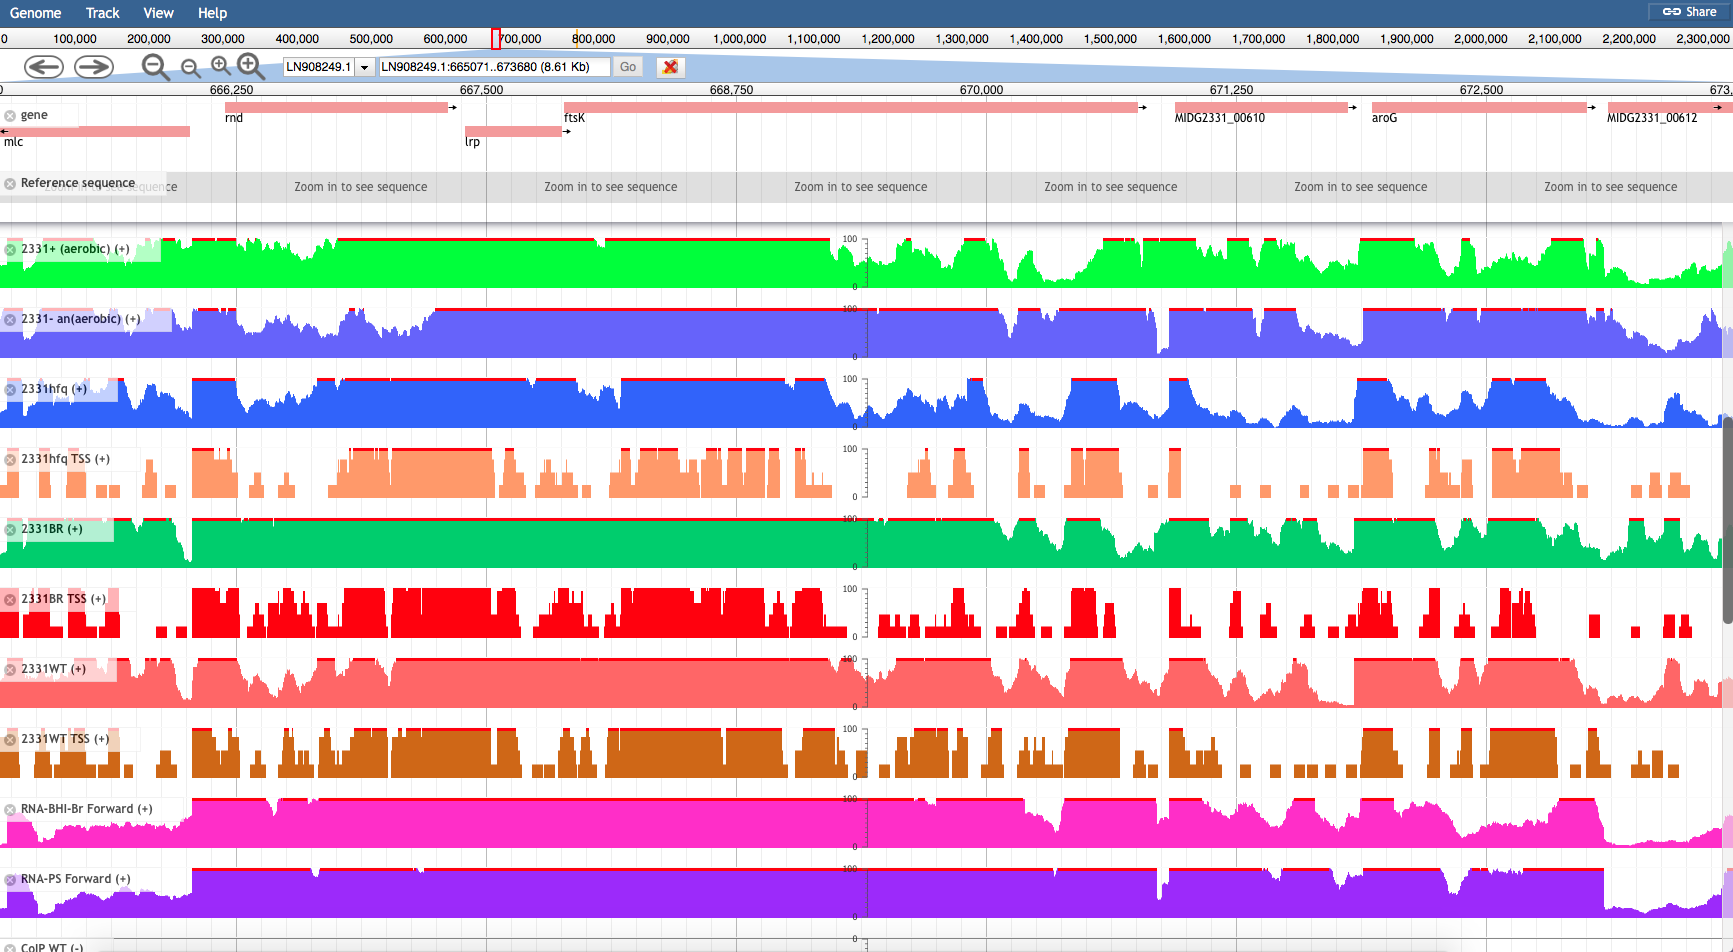 Genome Track View Help Share
0 100,000 200,000 300,000 400,000 500,000 600,000 700,000 800,000 900,000 1,000,000 1,100,000 1,200,000 1,300,000 1,400,000 1,500,000 1,600,000 1,700,000 1,800,000 1,900,000 2,000,000 2,100,000 2,200,000 2,300,000
LN908249.1 LN908249.1:665071..673680 (8.61 Kb) Go
0 666,250 667,500 668,750 670,000 671,250 672,500 673,
gene
rnd ftsK MIDG2331_00610 aroG MIDG2331_00612
mlc lrp
Reference sequence
Zoom in to see sequence Zoom in to see sequence Zoom in to see sequence Zoom in to see sequence Zoom in to see sequence Zoom in to see sequence Zoom in to see sequence
2331+ (aerobic) (+) 100
0
2331- an(aerobic) (+) 100
0
2331hfq (+) 100
0
2331hfq TSS (+) 100
0
2331BR (+) 100
0
2331BR TSS (+) 100
0
2331WT (+) 100
0
2331WT TSS (+) 100
0
RNA-BHI-Br Forward (+) 100
0
RNA-PS Forward (+) 100
0
CoIP WT (-) 0